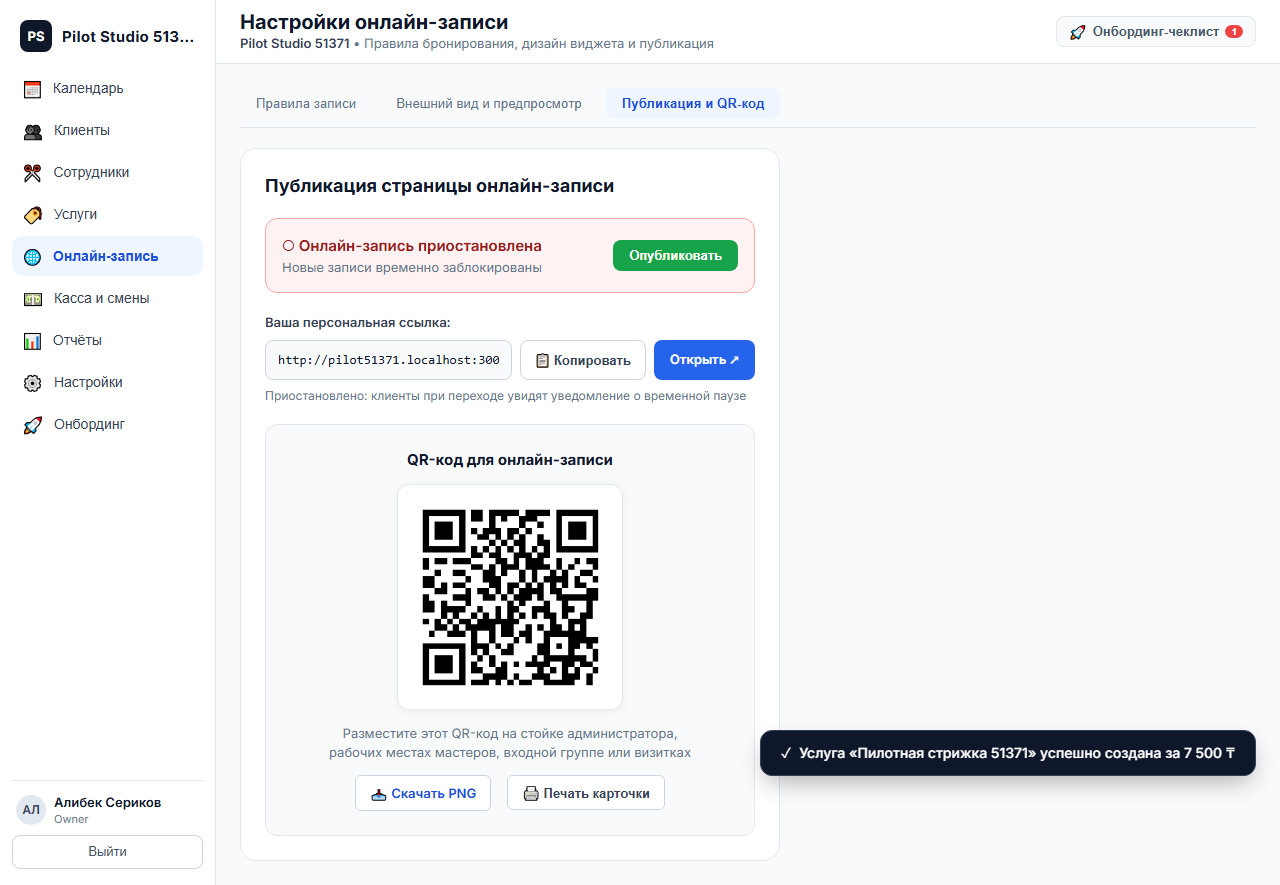 PS
Pilot Studio 513...
Календарь
Клиенты
Сотрудники
Услуги
Онлайн-запись
Касса и смены
Отчёты
Настройки
Онбординг
АЛ
Алибек Сериков
Owner
Выйти
Настройки онлайн-записи
Pilot Studio 51371 • Правила бронирования, дизайн виджета и публикация
Онбординг-чеклист 1
Правила записи
Внешний вид и предпросмотр
Публикация и QR-код
Публикация страницы онлайн-записи
Онлайн-запись приостановлена
Новые записи временно заблокированы
Опубликовать
Ваша персональная ссылка:
http://pilot51371.localhost:300
Копировать
Открыть ↗
Приостановлено: клиенты при переходе увидят уведомление о временной паузе
QR-код для онлайн-записи
Разместите этот QR-код на стойке администратора,
рабочих местах мастеров, входной группе или визитках
Скачать PNG
Печать карточки
✓ Услуга «Пилотная стрижка 51371» успешно создана за 7 500 ₸